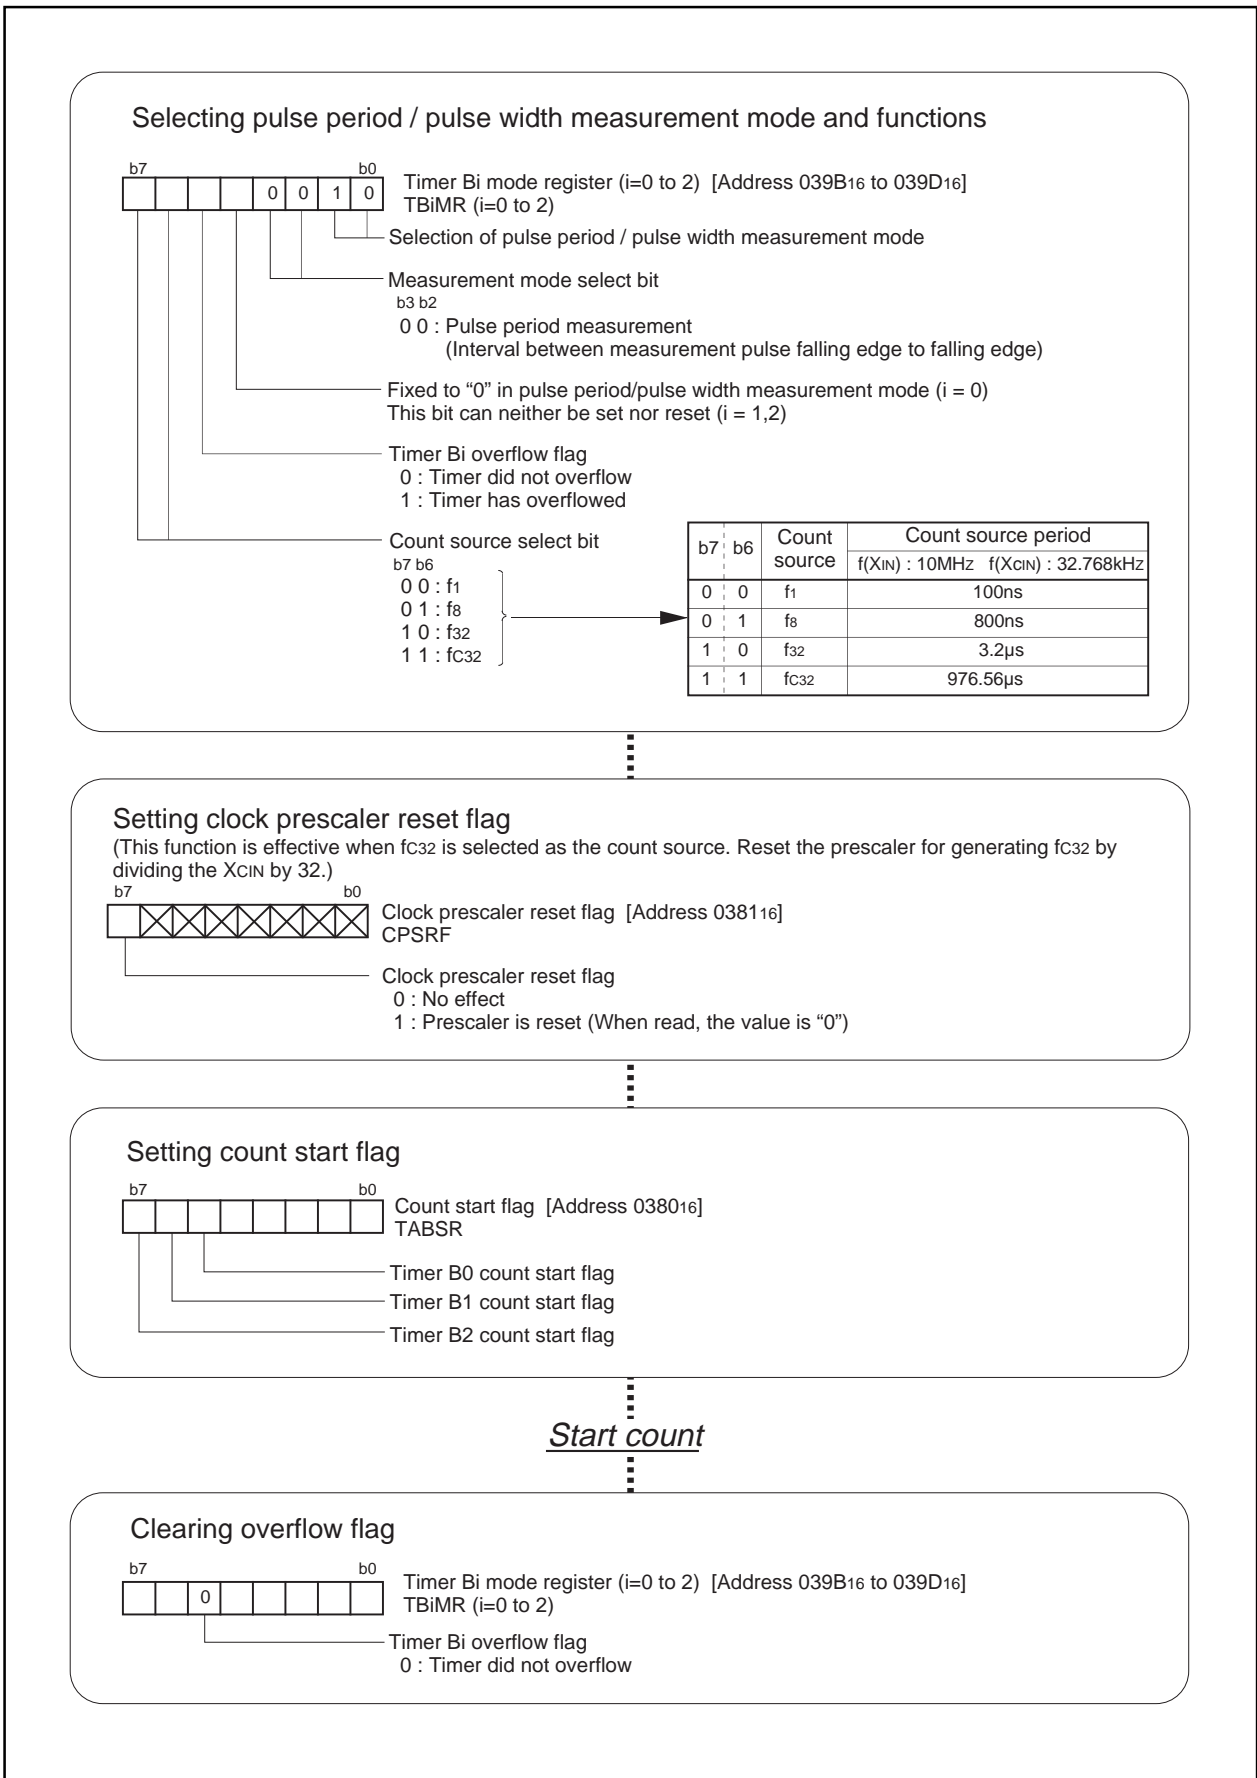 Selecting pulse period / pulse width measurement mode and functions
b7 b0
0 0 1 0
Timer Bi mode register (i=0 to 2) [Address 039B16 to 039D16]
TBiMR (i=0 to 2)
Selection of pulse period / pulse width measurement mode
Measurement mode select bit
b3 b2
0 0 : Pulse period measurement
(Interval between measurement pulse falling edge to falling edge)
Fixed to “0” in pulse period/pulse width measurement mode (i = 0)
This bit can neither be set nor reset (i = 1,2)
Timer Bi overflow flag
0 : Timer did not overflow
1 : Timer has overflowed
Count source select bit
b7 b6
0 0 : f1
0 1 : f8
1 0 : f32
1 1 : fC32
b7 b6 Count source Count source period
f(XIN) : 10MHz f(XCIN) : 32.768kHz
0 0 f1 100ns
0 1 f8 800ns
1 0 f32 3.2µs
1 1 fC32 976.56µs
Setting clock prescaler reset flag
(This function is effective when fC32 is selected as the count source. Reset the prescaler for generating fC32 by
dividing the XCIN by 32.)
b7 b0
Clock prescaler reset flag [Address 038116]
CPSRF
Clock prescaler reset flag
0 : No effect
1 : Prescaler is reset (When read, the value is “0”)
Setting count start flag
b7 b0
Count start flag [Address 038016]
TABSR
Timer B0 count start flag
Timer B1 count start flag
Timer B2 count start flag
Start count
Clearing overflow flag
b7 b0
0
Timer Bi mode register (i=0 to 2) [Address 039B16 to 039D16]
TBiMR (i=0 to 2)
Timer Bi overflow flag
0 : Timer did not overflow